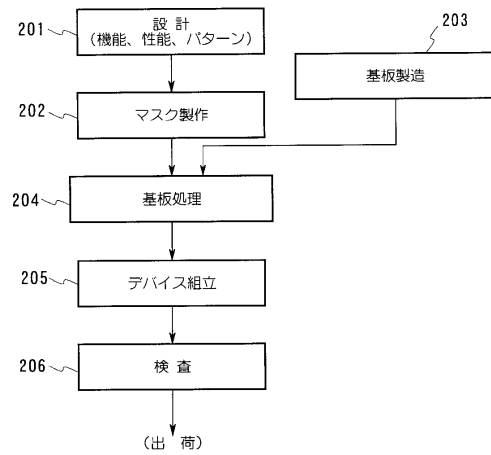 201
設 計
(機能、性能、パターン)
203
基板製造
202
マスク製作
204
基板処理
205
デバイス組立
206
検 査
(出 荷)